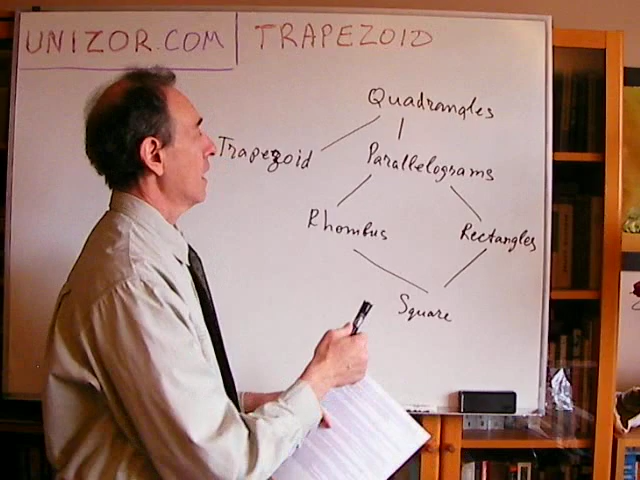 UNIZOR.COM
TRAPEZOID
Quadrangles
Trapezoid
Parallelograms
Rhombus
Rectangles
Square